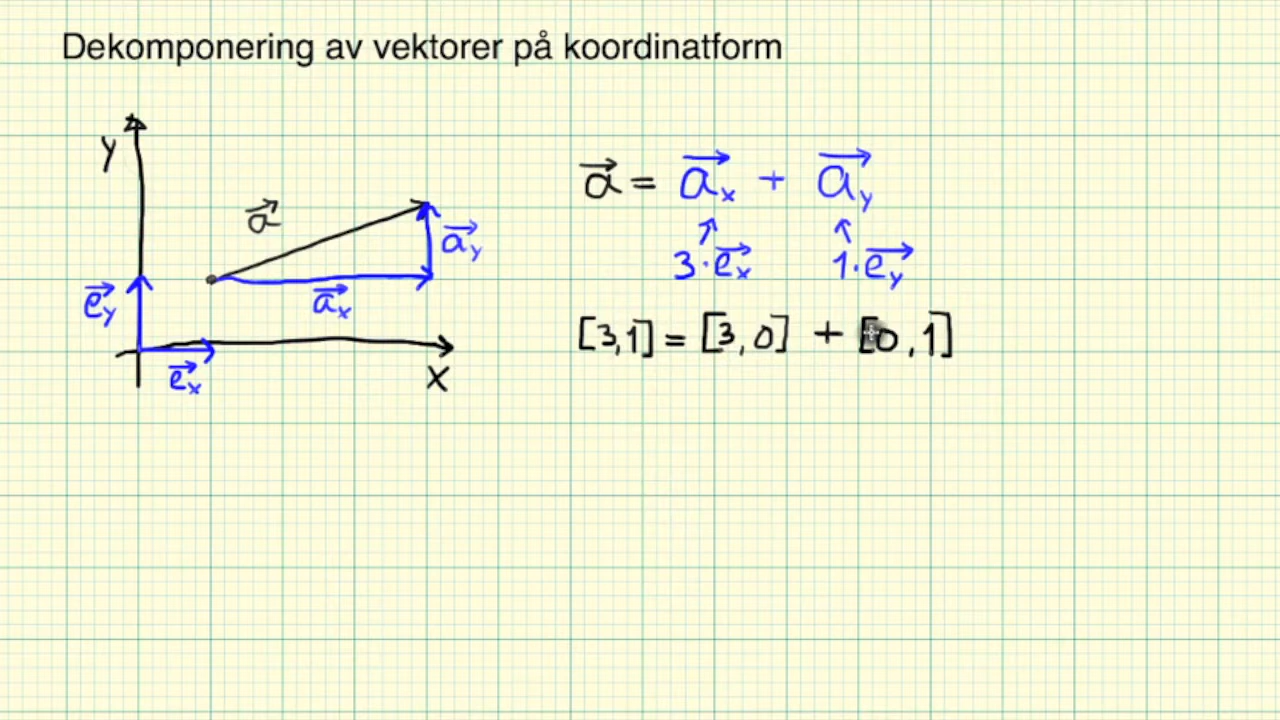 Dekomponering av vektorer på koordinatform
y
a⃗
a⃗y
a⃗x
e⃗y
e⃗x
x
a⃗ = a⃗x + a⃗y
↑ ↑
3·e⃗x 1·e⃗y
[3,1] = [3,0] + [0,1]